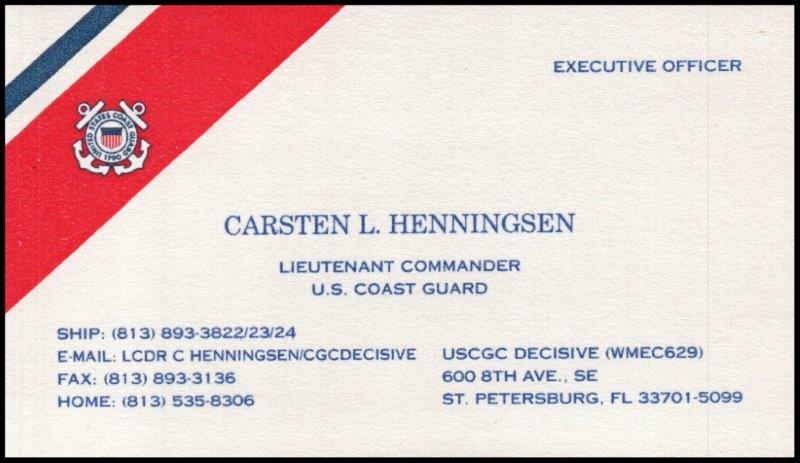 EXECUTIVE OFFICER
UNITED STATES COAST GUARD
1790
CARSTEN L. HENNINGSEN
LIEUTENANT COMMANDER
U.S. COAST GUARD
SHIP: (813) 893-3822/23/24
E-MAIL: LCDR C HENNINGSEN/CGCDECISIVE
FAX: (813) 893-3136
HOME: (813) 535-8306
USCGC DECISIVE (WMEC629)
600 8TH AVE., SE
ST. PETERSBURG, FL 33701-5099